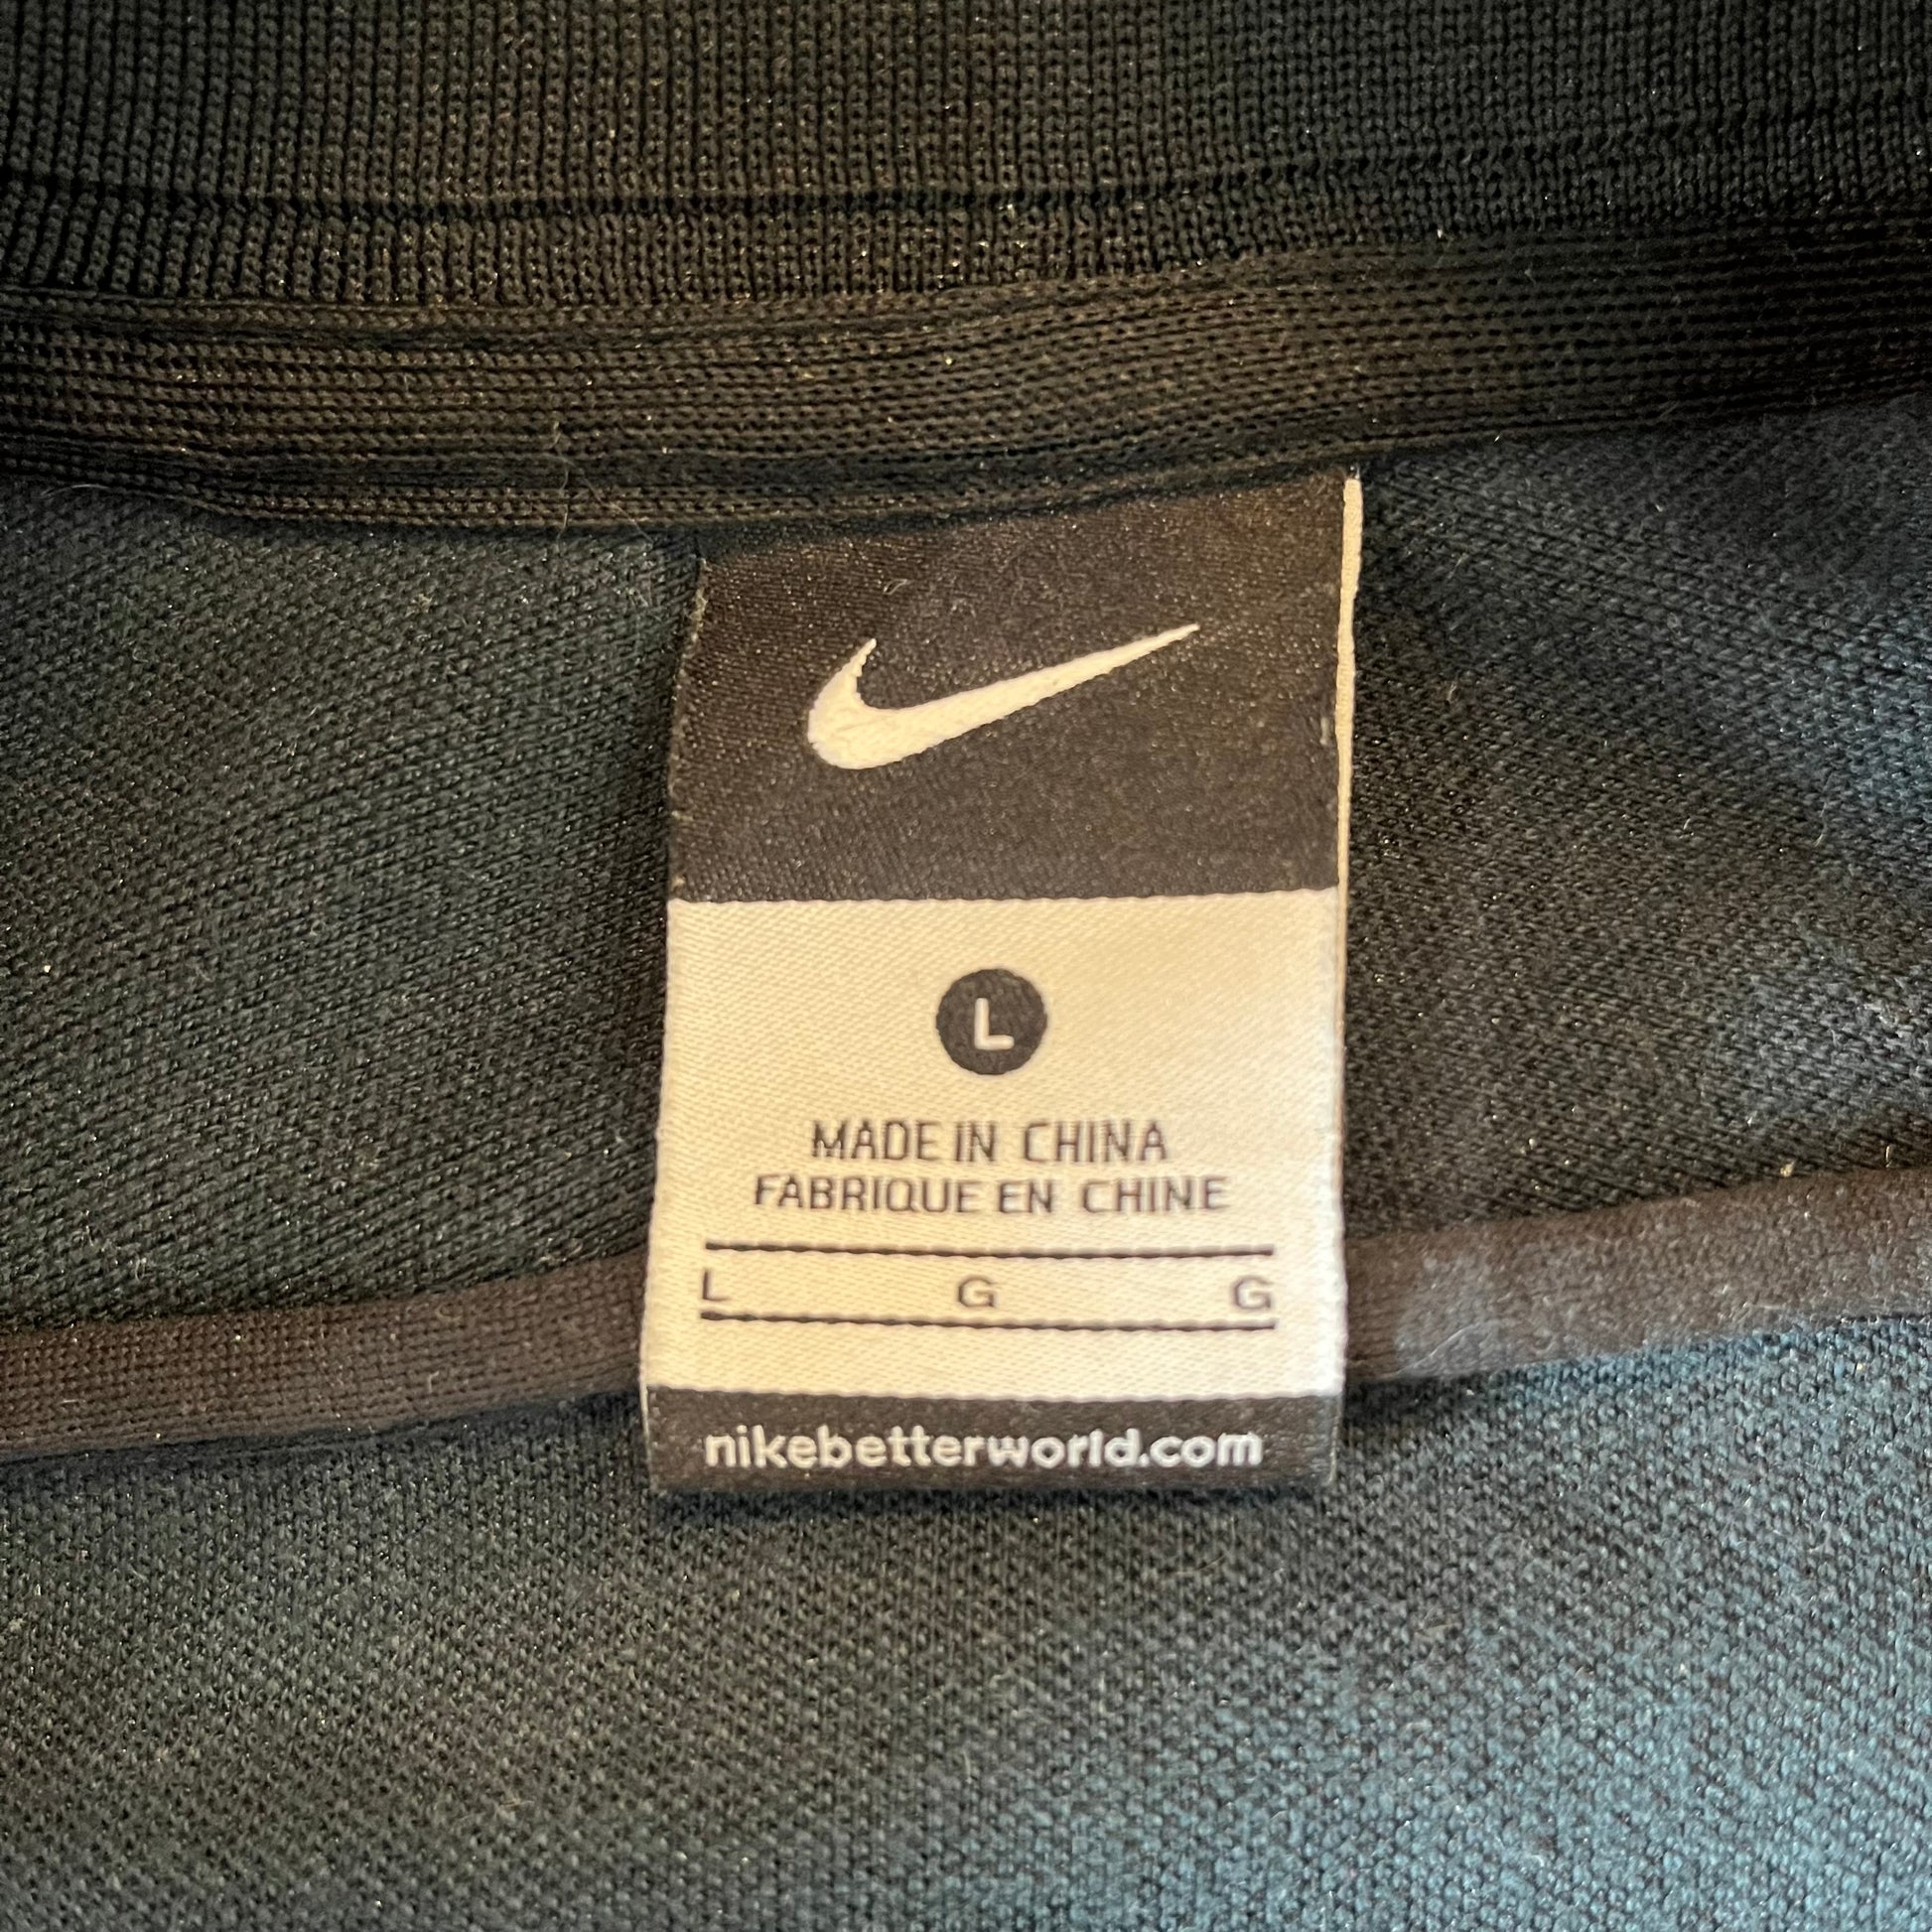 L
MADE IN CHINA
FABRIQUE EN CHINE
L G G
nikebetterworld.com